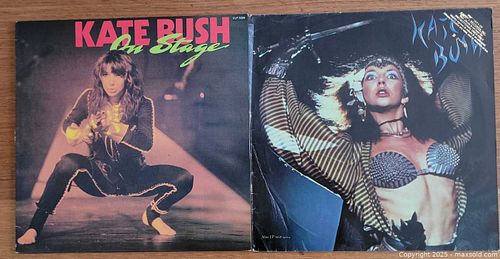 KATE BUSH
On Stage
KATE
BUSH
Copyright © 2025 - maxsold.com